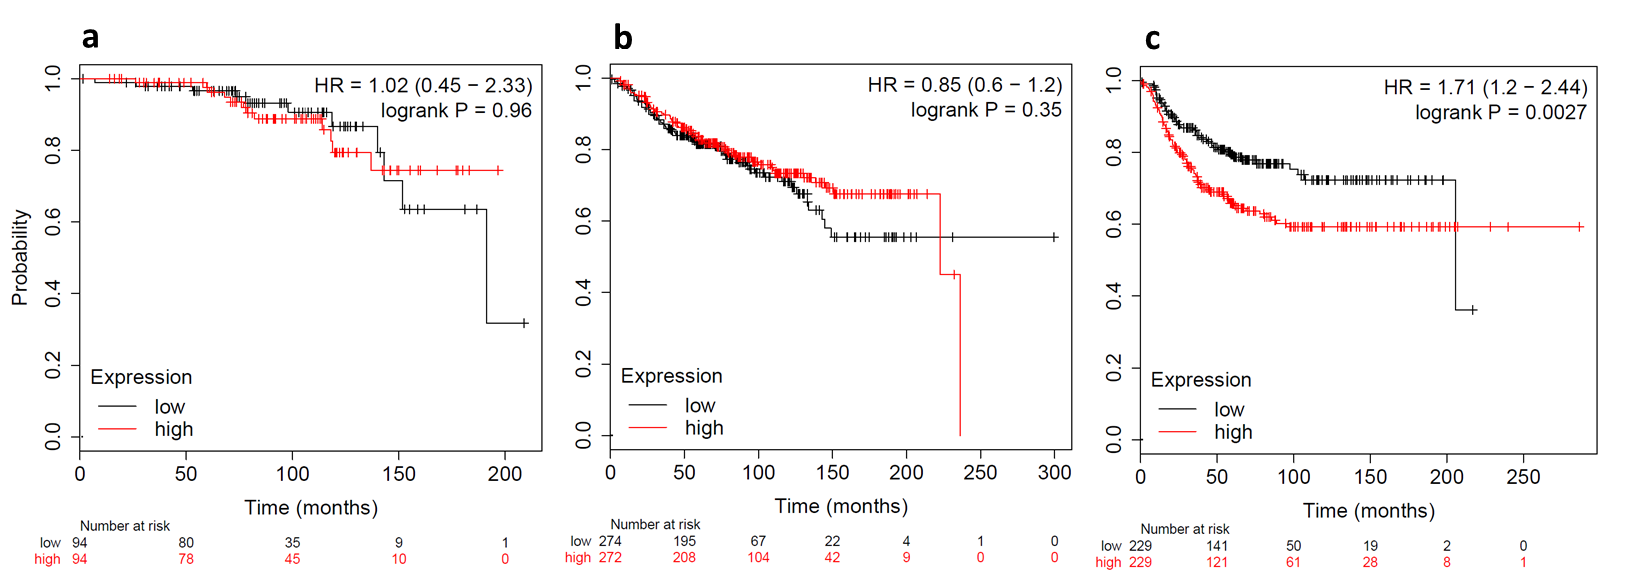 a
HR = 1.02 (0.45 − 2.33)
logrank P = 0.96
Probability
1.0
0.8
0.6
0.4
0.2
0.0
Expression
low
high
0 50 100 150 200
Time (months)
Number at risk
low 94 80 35 9 1
high 94 78 45 10 0
b
HR = 0.85 (0.6 − 1.2)
logrank P = 0.35
1.0
0.8
0.6
0.4
0.2
0.0
Expression
low
high
0 50 100 150 200 250 300
Time (months)
Number at risk
low 274 195 67 22 4 1 0
high 272 208 104 42 9 0 0
c
HR = 1.71 (1.2 − 2.44)
logrank P = 0.0027
1.0
0.8
0.6
0.4
0.2
0.0
Expression
low
high
0 50 100 150 200 250
Time (months)
Number at risk
low 229 141 50 19 2 0
high 229 121 61 28 8 1